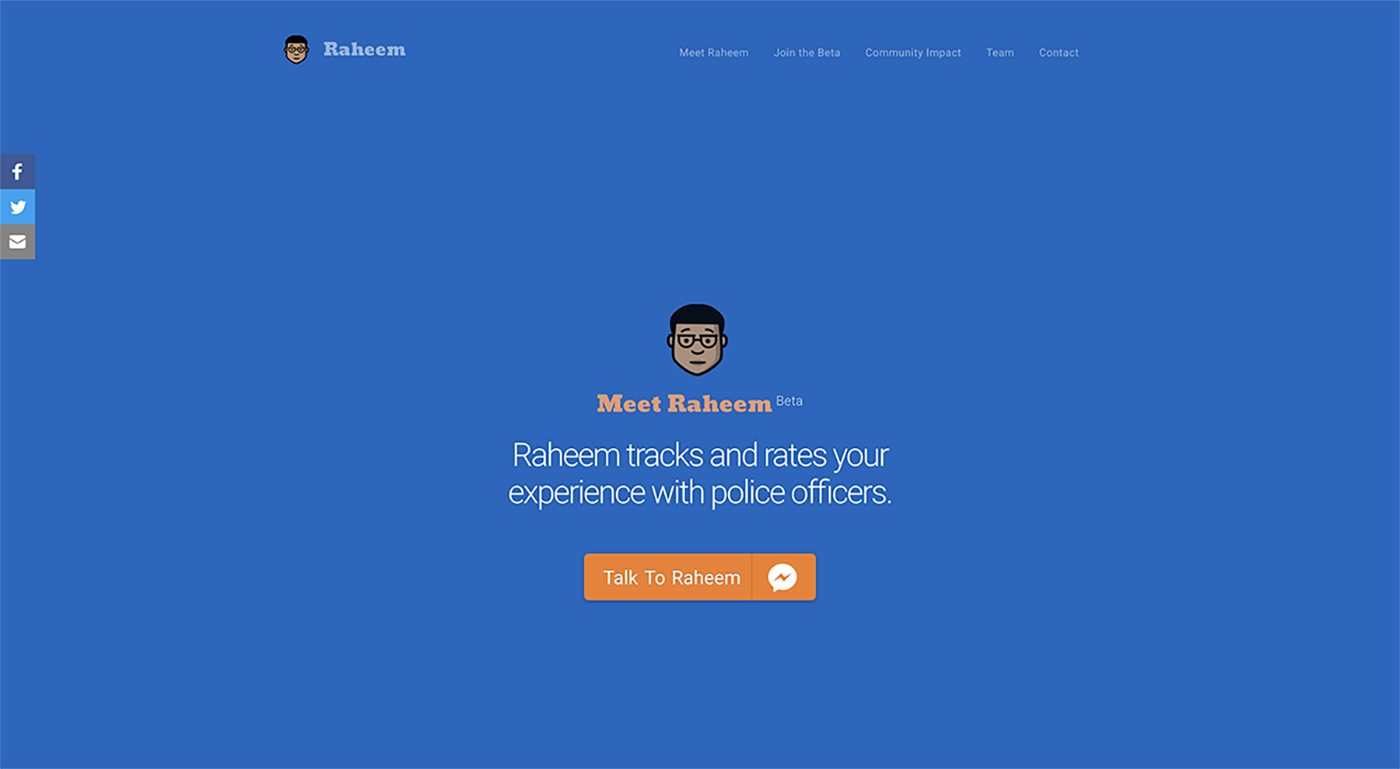 Raheem
Meet Raheem Join the Beta Community Impact Team Contact
Meet Raheem Beta
Raheem tracks and rates your
experience with police officers.
Talk To Raheem